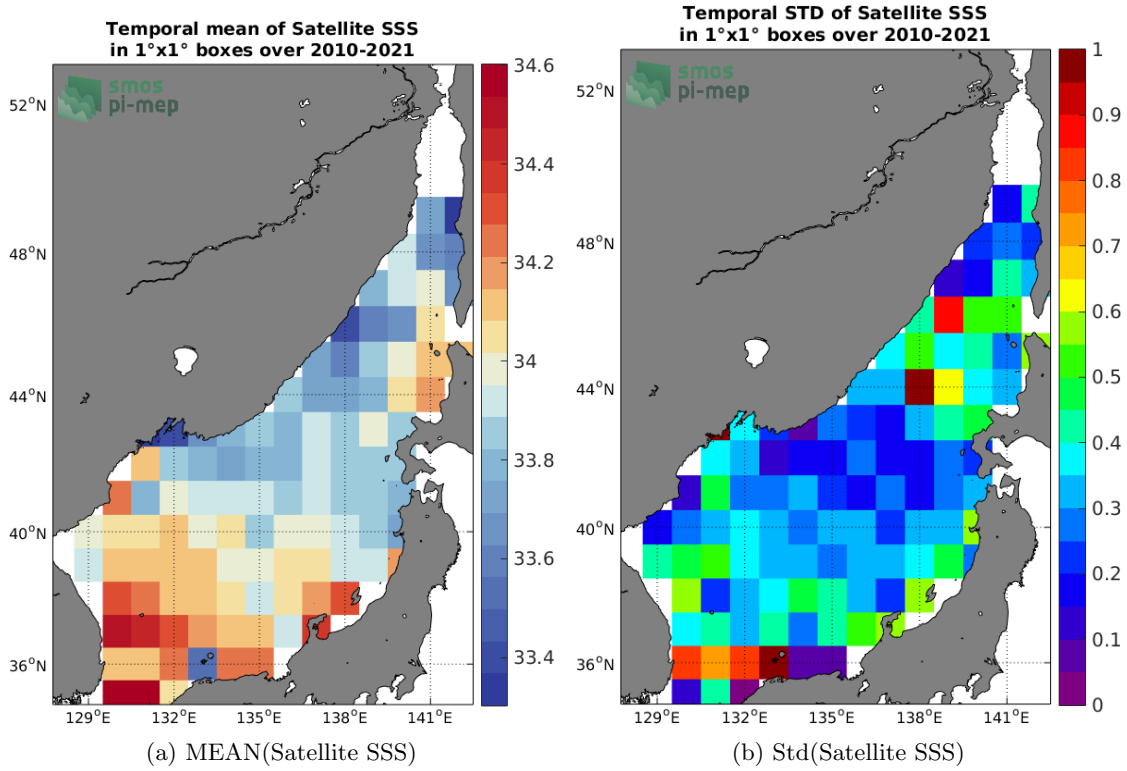 Temporal mean of Satellite SSS
in 1°x1° boxes over 2010-2021
smos
pi-mep
52°N
48°N
44°N
40°N
36°N
129°E
132°E
135°E
138°E
141°E
34.6
34.4
34.2
34
33.8
33.6
33.4
(a) MEAN(Satellite SSS)
Temporal STD of Satellite SSS
in 1°x1° boxes over 2010-2021
smos
pi-mep
52°N
48°N
44°N
40°N
36°N
129°E
132°E
135°E
138°E
141°E
1
0.9
0.8
0.7
0.6
0.5
0.4
0.3
0.2
0.1
0
(b) Std(Satellite SSS)